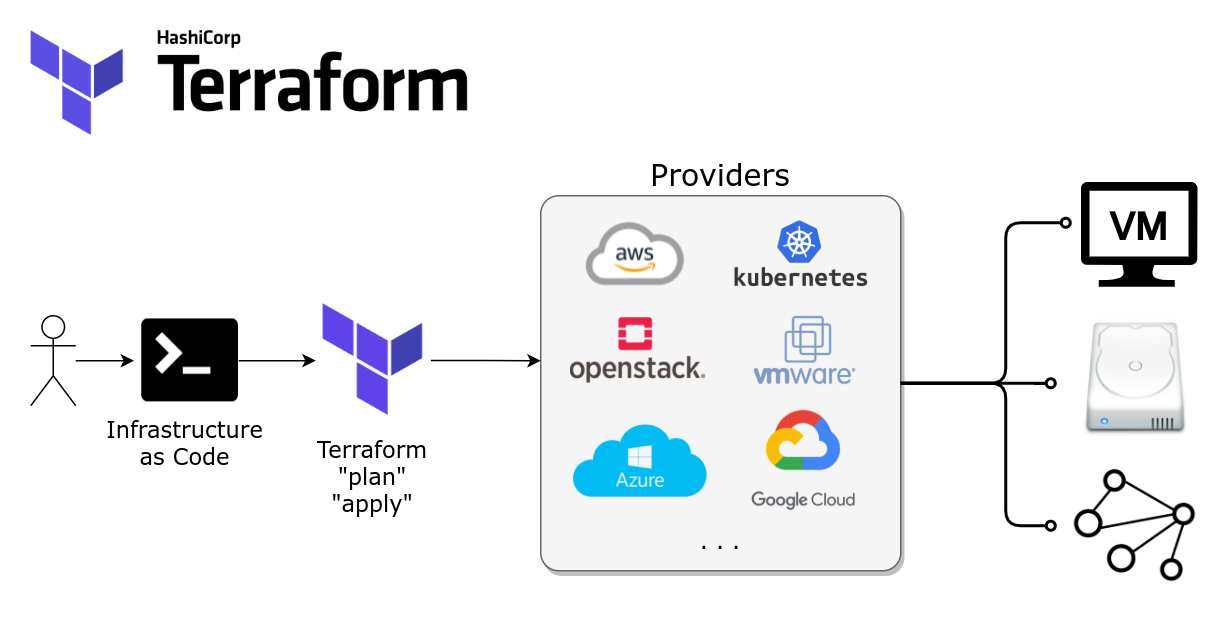 HashiCorp
Terraform
Providers
aws
kubernetes
openstack.
vmware®
Azure
Google Cloud
. . .
Infrastructure
as Code
Terraform
"plan"
"apply"
VM